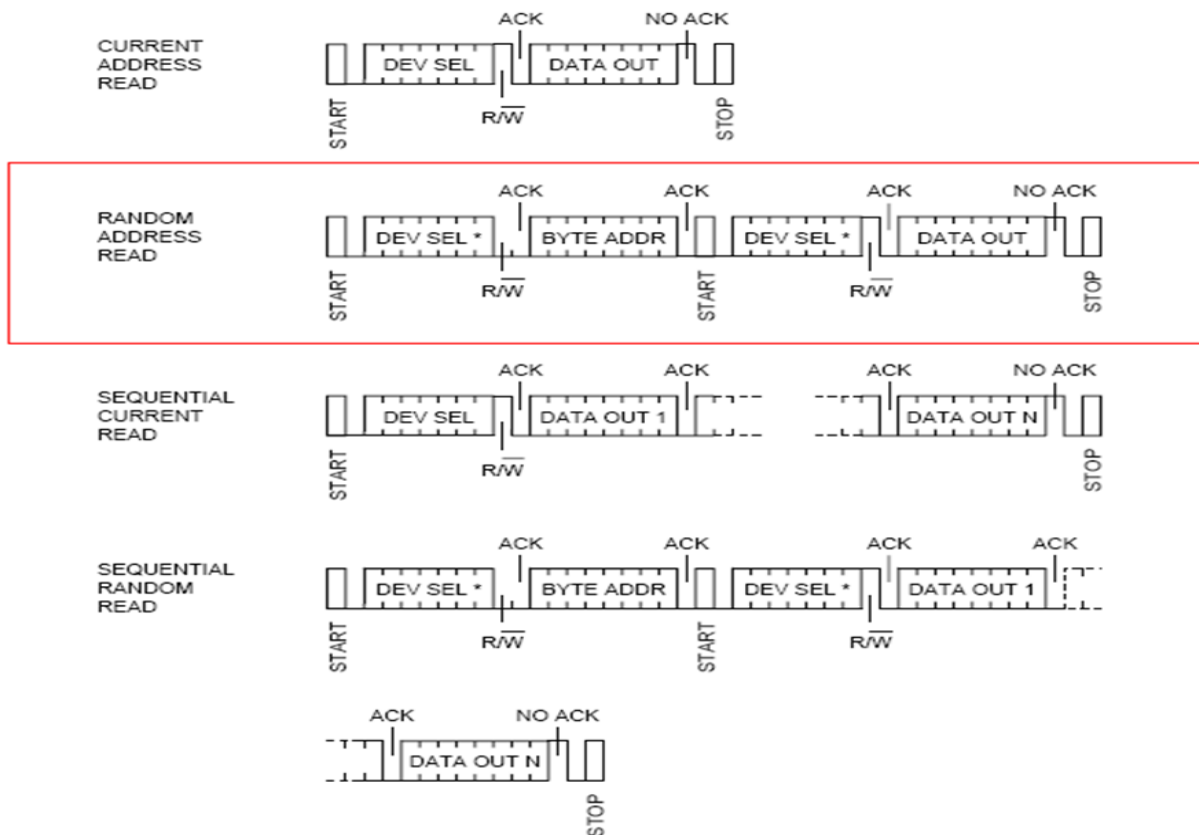 ACK NO ACK
CURRENT
ADDRESS
READ
DEV SEL DATA OUT
START R/W̅ STOP
ACK ACK ACK NO ACK
RANDOM
ADDRESS
READ
DEV SEL * BYTE ADDR DEV SEL * DATA OUT
START R/W̅ START R/W̅ STOP
ACK ACK ACK NO ACK
SEQUENTIAL
CURRENT
READ
DEV SEL DATA OUT 1 DATA OUT N
START R/W̅ STOP
ACK ACK ACK ACK
SEQUENTIAL
RANDOM
READ
DEV SEL * BYTE ADDR DEV SEL * DATA OUT 1
START R/W̅ START R/W̅
ACK NO ACK
DATA OUT N
STOP